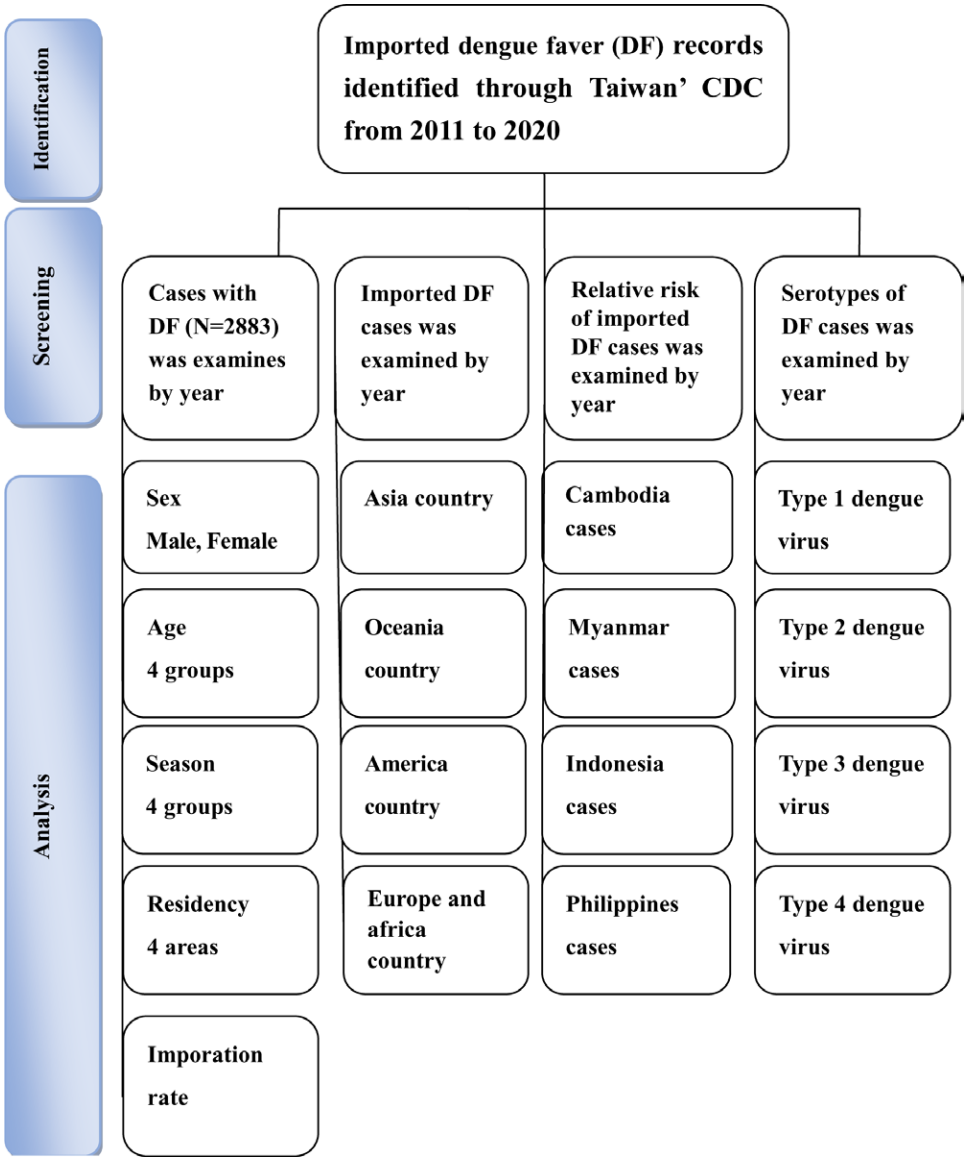 Identification
Imported dengue faver (DF) records
identified through Taiwan' CDC
from 2011 to 2020
Screening
Cases with
DF (N=2883)
was examines
by year
Imported DF
cases was
examined by
year
Relative risk
of imported
DF cases was
examined by
year
Serotypes of
DF cases was
examined by
year
Analysis
Sex
Male, Female
Age
4 groups
Season
4 groups
Residency
4 areas
Imporation
rate
Asia country
Oceania
country
America
country
Europe and
africa
country
Cambodia
cases
Myanmar
cases
Indonesia
cases
Philippines
cases
Type 1 dengue
virus
Type 2 dengue
virus
Type 3 dengue
virus
Type 4 dengue
virus